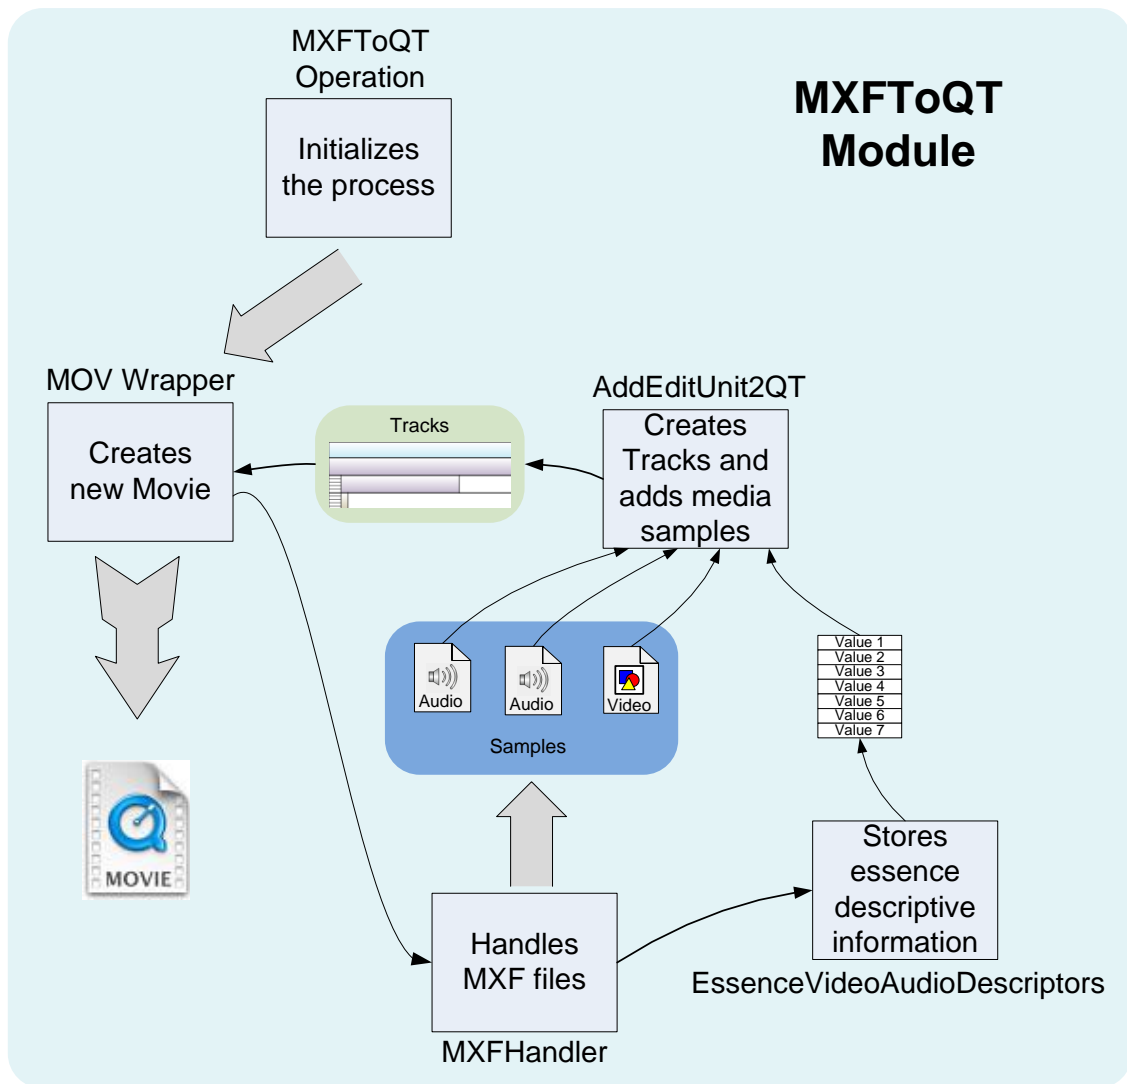 MXFToQT
Operation
Initializes
the process
MXFToQT
Module
MOV Wrapper
Creates
new Movie
Tracks
AddEditUnit2QT
Creates
Tracks and
adds media
samples
Audio
Audio
Video
Samples
Value 1
Value 2
Value 3
Value 4
Value 5
Value 6
Value 7
MOVIE
Handles
MXF files
MXFHandler
Stores
essence
descriptive
information
EssenceVideoAudioDescriptors